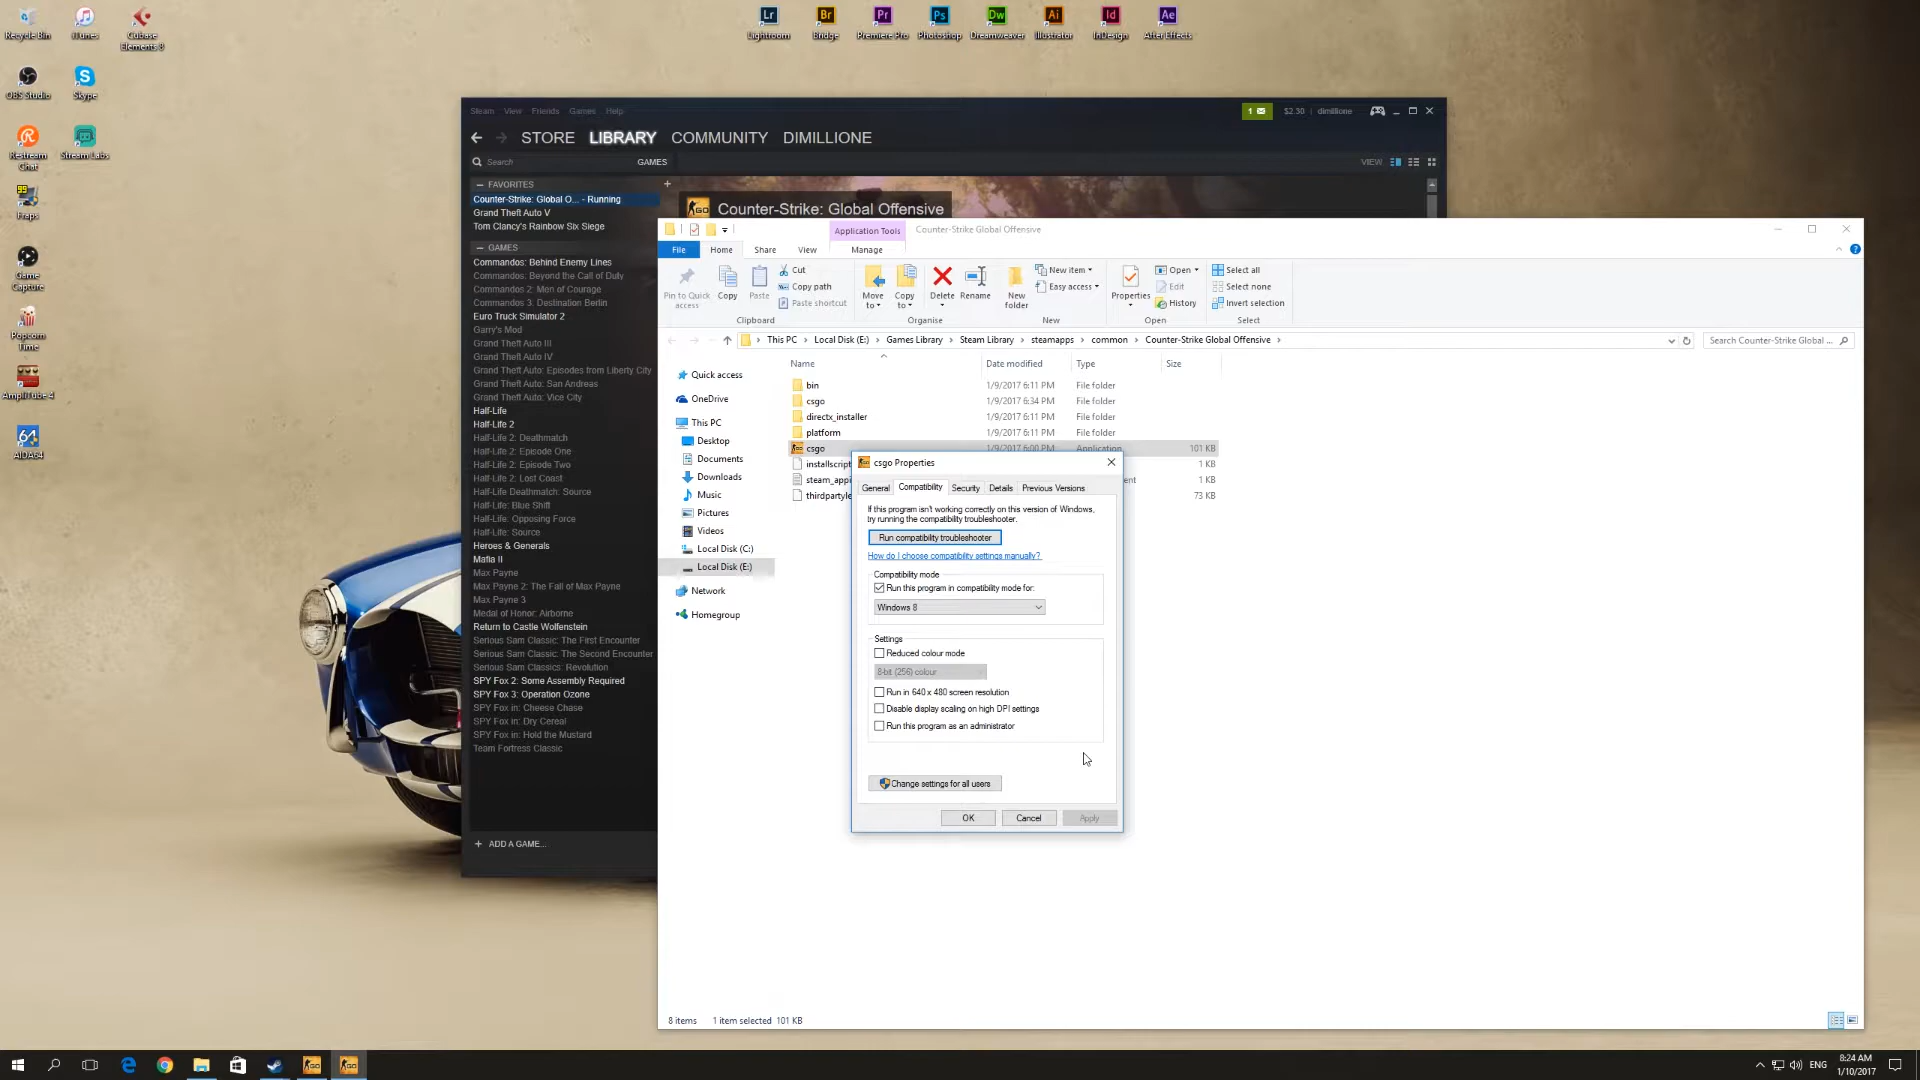 Recycle Bin
iTunes
Cubase
Elements 8
Lightroom
Bridge
Premiere Pro
Photoshop
Dreamweaver
Illustrator
InDesign
After Effects
OBS Studio
Skype
Restream
Chat
Stream Labs
Fraps
Game
Capture
Popcorn
Time
AmpliTube 4
AIDA64
Steam View Friends Games Help
1 $2.30 dimillione
STORE LIBRARY COMMUNITY DIMILLIONE
Search GAMES VIEW
— FAVORITES +
Counter-Strike: Global O... - Running
Grand Theft Auto V
Tom Clancy's Rainbow Six Siege
— GAMES
Commandos: Behind Enemy Lines
Commandos: Beyond the Call of Duty
Commandos 2: Men of Courage
Commandos 3: Destination Berlin
Euro Truck Simulator 2
Garry's Mod
Grand Theft Auto III
Grand Theft Auto IV
Grand Theft Auto: Episodes from Liberty City
Grand Theft Auto: San Andreas
Grand Theft Auto: Vice City
Half-Life
Half-Life 2
Half-Life 2: Deathmatch
Half-Life 2: Episode One
Half-Life 2: Episode Two
Half-Life 2: Lost Coast
Half-Life Deathmatch: Source
Half-Life: Blue Shift
Half-Life: Opposing Force
Half-Life: Source
Heroes & Generals
Mafia II
Max Payne
Max Payne 2: The Fall of Max Payne
Max Payne 3
Medal of Honor: Airborne
Return to Castle Wolfenstein
Serious Sam Classic: The First Encounter
Serious Sam Classic: The Second Encounter
Serious Sam Classics: Revolution
SPY Fox 2: Some Assembly Required
SPY Fox 3: Operation Ozone
SPY Fox in: Cheese Chase
SPY Fox in: Dry Cereal
SPY Fox in: Hold the Mustard
Team Fortress Classic
+ ADD A GAME...
Counter-Strike: Global Offensive
Application Tools Counter-Strike Global Offensive
File Home Share View Manage
Pin to Quick
access
Copy
Paste
Cut
Copy path
Paste shortcut
Clipboard
Move
to
Copy
to
Delete
Rename
Organise
New
folder
New item
Easy access
New
Properties
Open
Edit
History
Open
Select all
Select none
Invert selection
Select
This PC > Local Disk (E:) > Games Library > Steam Library > steamapps > common > Counter-Strike Global Offensive >
Search Counter-Strike Global ...
Quick access
OneDrive
This PC
Desktop
Documents
Downloads
Music
Pictures
Videos
Local Disk (C:)
Local Disk (E:)
Network
Homegroup
Name Date modified Type Size
bin 1/9/2017 6:11 PM File folder
csgo 1/9/2017 6:34 PM File folder
directx_installer 1/9/2017 6:11 PM File folder
platform 1/9/2017 6:11 PM File folder
csgo 1/9/2017 6:00 PM Application 101 KB
installscript 1 KB
steam_appi ent 1 KB
thirdpartyle 73 KB
csgo Properties
General Compatibility Security Details Previous Versions
If this program isn't working correctly on this version of Windows,
try running the compatibility troubleshooter.
Run compatibility troubleshooter
How do I choose compatibility settings manually?
Compatibility mode
Run this program in compatibility mode for:
Windows 8
Settings
Reduced colour mode
8-bit (256) colour
Run in 640 x 480 screen resolution
Disable display scaling on high DPI settings
Run this program as an administrator
Change settings for all users
OK Cancel Apply
8 items 1 item selected 101 KB
ENG
8:24 AM
1/10/2017